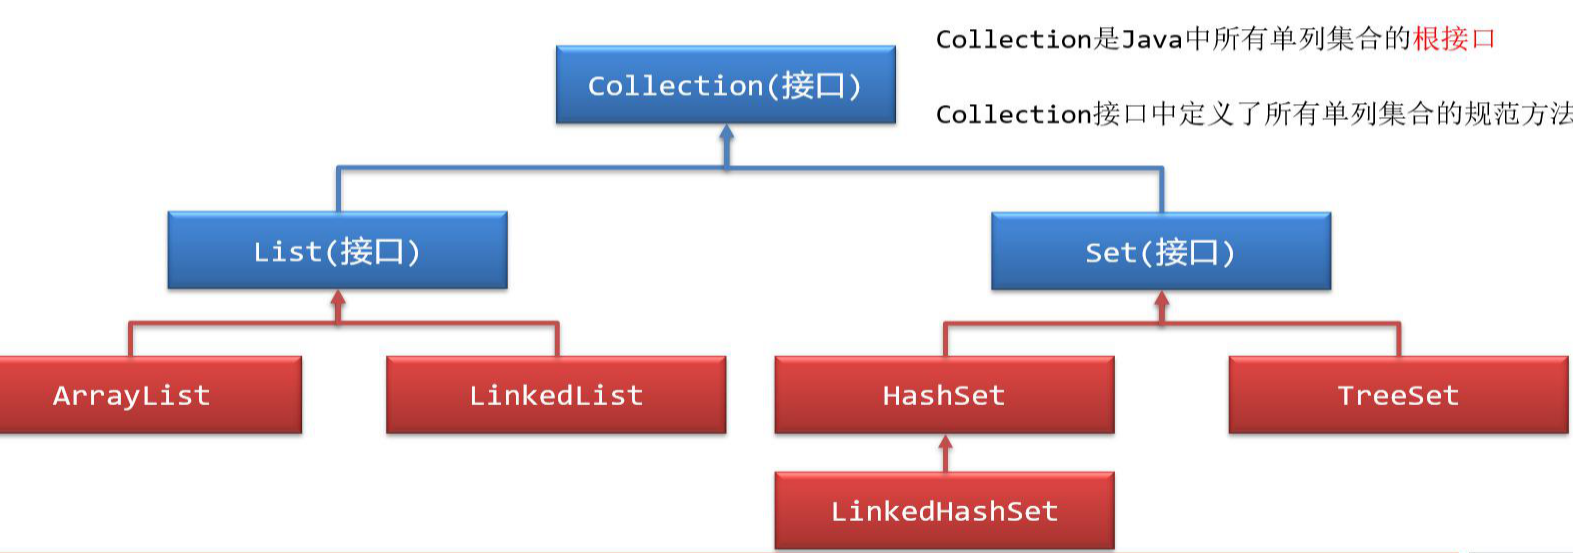 Collection是Java中所有单列集合的根接口
Collection(接口)
Collection接口中定义了所有单列集合的规范方法
List(接口)
Set(接口)
ArrayList
LinkedList
HashSet
TreeSet
LinkedHashSet